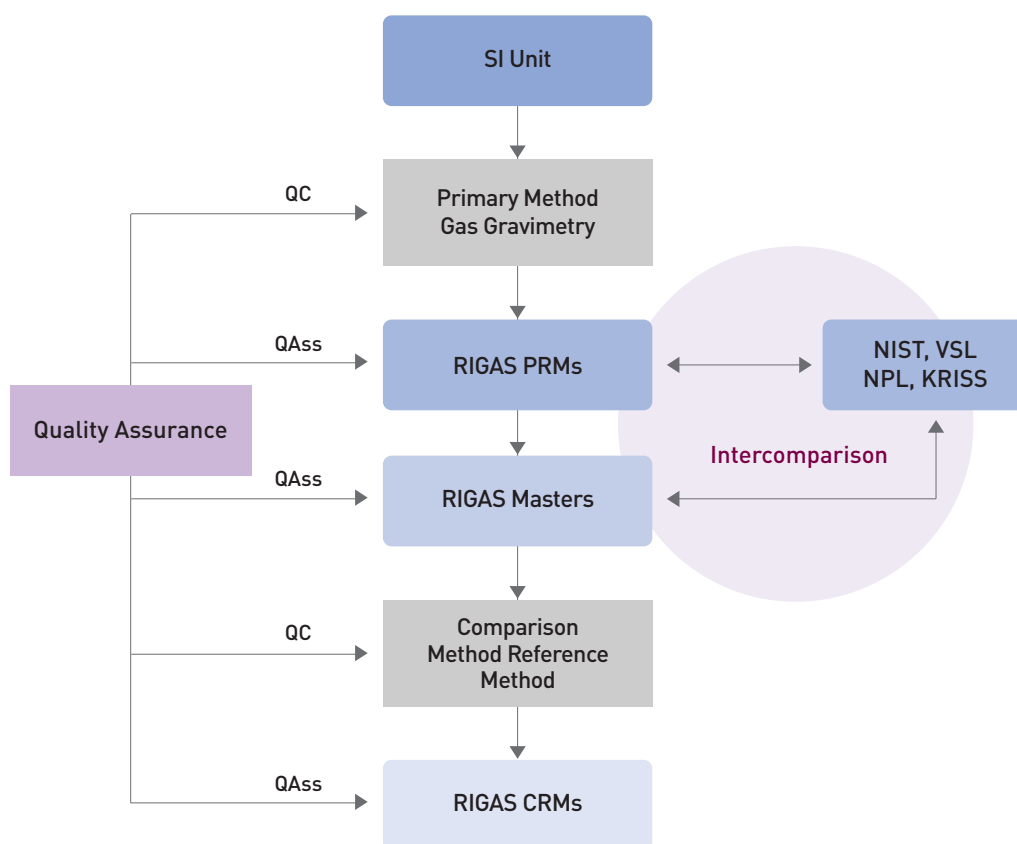 SI Unit
QC
Primary Method
Gas Gravimetry
QAss
RIGAS PRMs
NIST, VSL
NPL, KRISS
Quality Assurance
Intercomparison
QAss
RIGAS Masters
QC
Comparison
Method Reference
Method
QAss
RIGAS CRMs